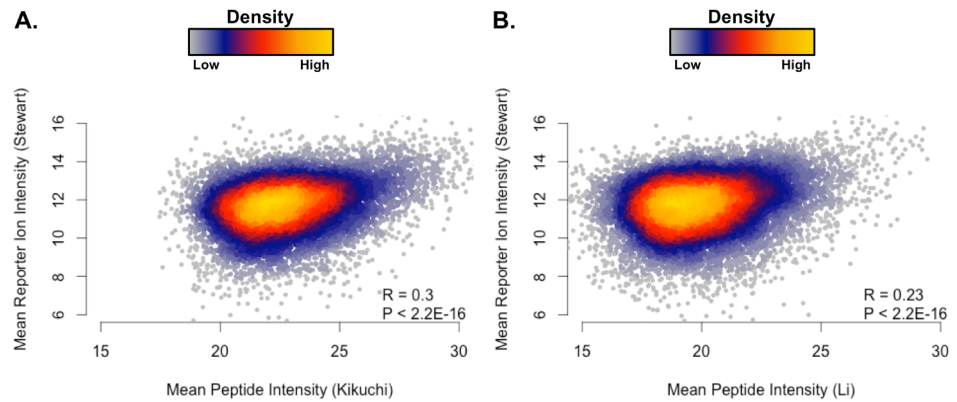 A.
Density
Low High
Mean Reporter Ion Intensity (Stewart)
16
14
12
10
8
6
R = 0.3
P < 2.2E-16
15 20 25 30
Mean Peptide Intensity (Kikuchi)
B.
Density
Low High
Mean Reporter Ion Intensity (Stewart)
16
14
12
10
8
6
R = 0.23
P < 2.2E-16
15 20 25 30
Mean Peptide Intensity (Li)